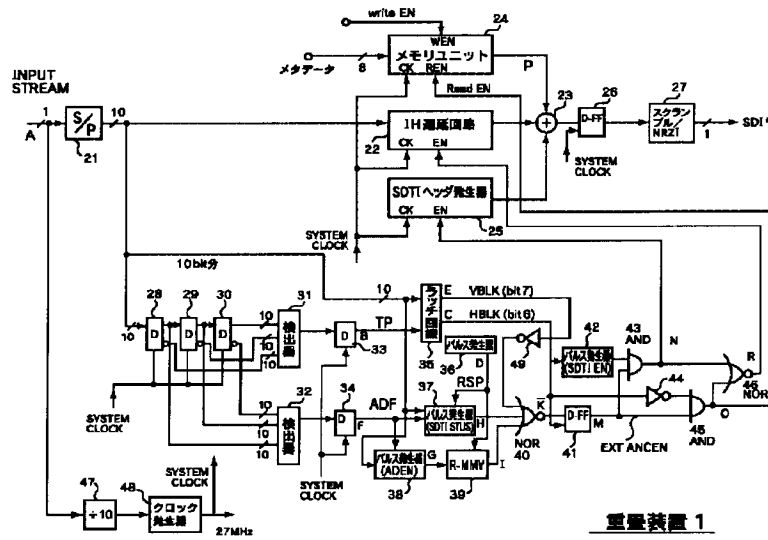 write EN
24
WEN
メモリユニット
CK REN
メタデータ
8
P
Read EN
INPUT
STREAM
A
1
S/P
10
21
1H遅延回路
22
CK EN
23
26
D-FF
SYSTEM
CLOCK
27
スクラン
ブル/
NRZI
1
SDI
SDTIヘッダ発生器
CK EN
25
SYSTEM
CLOCK
10bit分
10
28
29
30
10
D
D
D
10
10
10
31
検出器
TP
D
B
33
E
C
ラッチ回路
35
VBLK (bit7)
HBLK (bit6)
49
パルス発生器
36
D
42
パルス発生器
(SDTI EN)
43
AND
N
R
46
NOR
44
SYSTEM
CLOCK
10
10
10
32
検出器
34
D
F
ADF
SYSTEM
CLOCK
37
RSP
パルス発生器
(SDTI STUS)
H
パルス発生器
(ADEN)
38
G
R-MMV
39
I
NOR
40
K
D-FF
41
M
EXT ANCEN
45
AND
O
47
÷10
48
クロック
発生器
SYSTEM
CLOCK
27MHz
重畳装置1